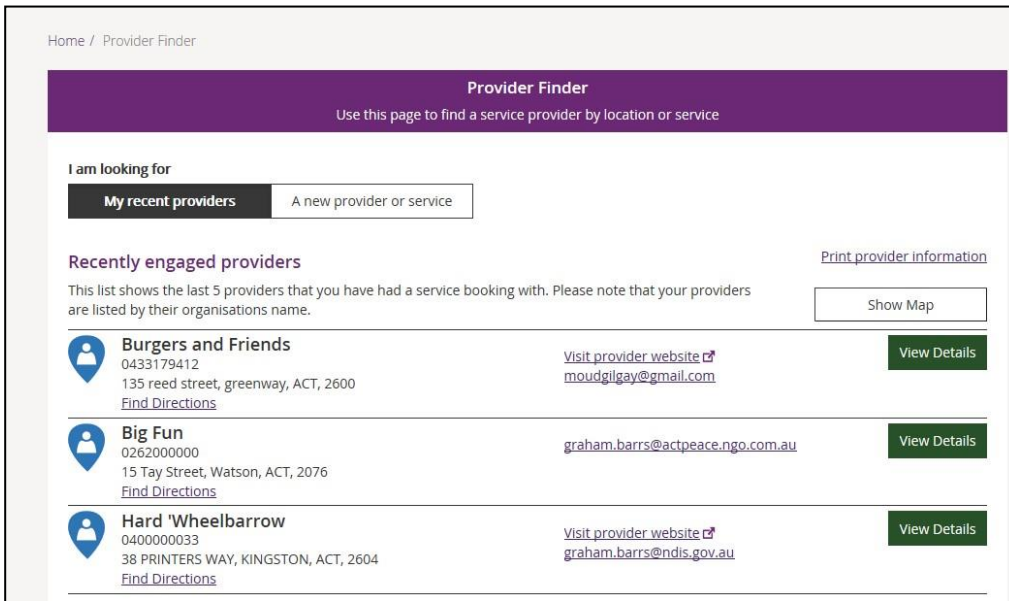 Home / Provider Finder
Provider Finder
Use this page to find a service provider by location or service
I am looking for
My recent providers
A new provider or service
Recently engaged providers
Print provider information
This list shows the last 5 providers that you have had a service booking with. Please note that your providers
are listed by their organisations name.
Show Map
Burgers and Friends
0433179412
135 reed street, greenway, ACT, 2600
Find Directions
Visit provider website
moudgilgay@gmail.com
View Details
Big Fun
0262000000
15 Tay Street, Watson, ACT, 2076
Find Directions
graham.barrs@actpeace.ngo.com.au
View Details
Hard 'Wheelbarrow
0400000033
38 PRINTERS WAY, KINGSTON, ACT, 2604
Find Directions
Visit provider website
graham.barrs@ndis.gov.au
View Details